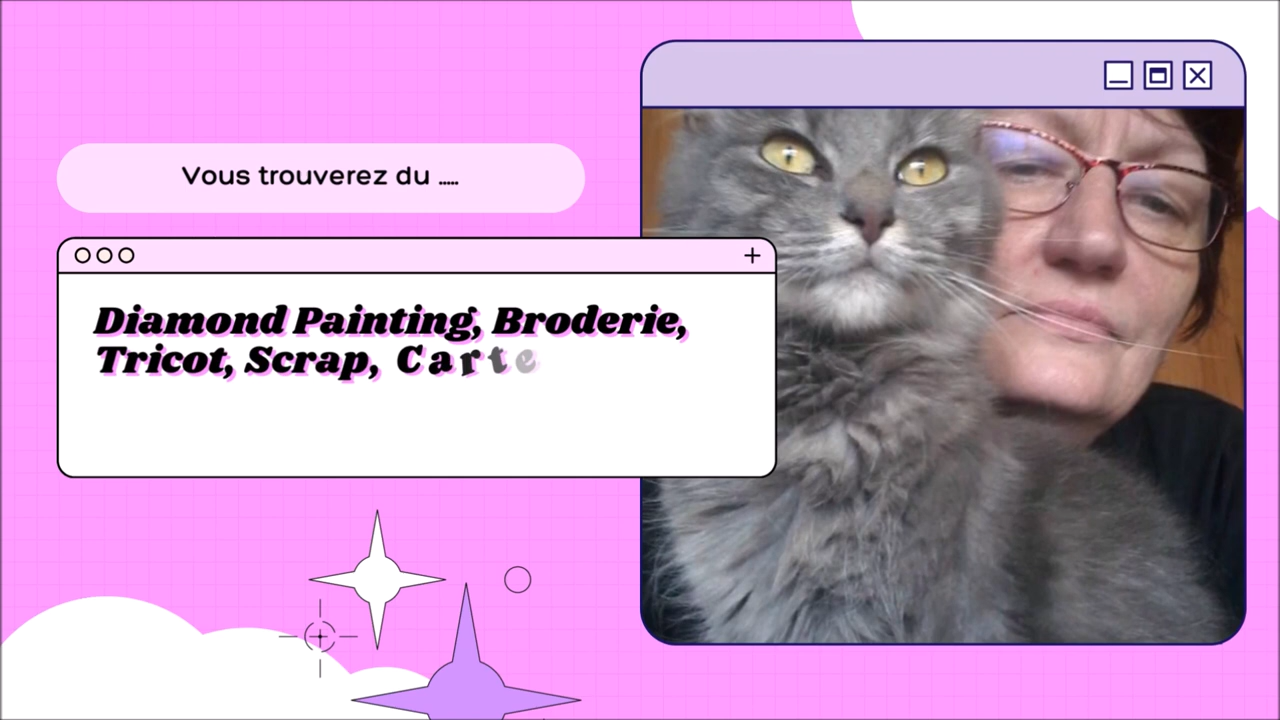 Vous trouverez du .....
Diamond Painting, Broderie,
Tricot, Scrap, Carte